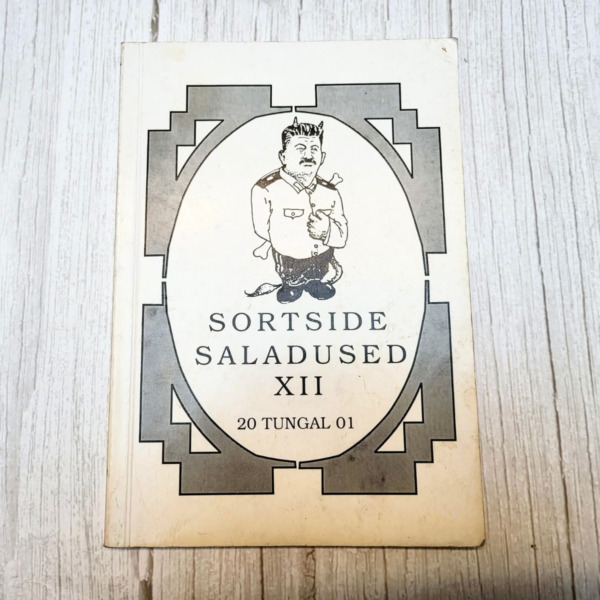 SORTSIDE
SALADUSED
XII
20 TUNGAL 01